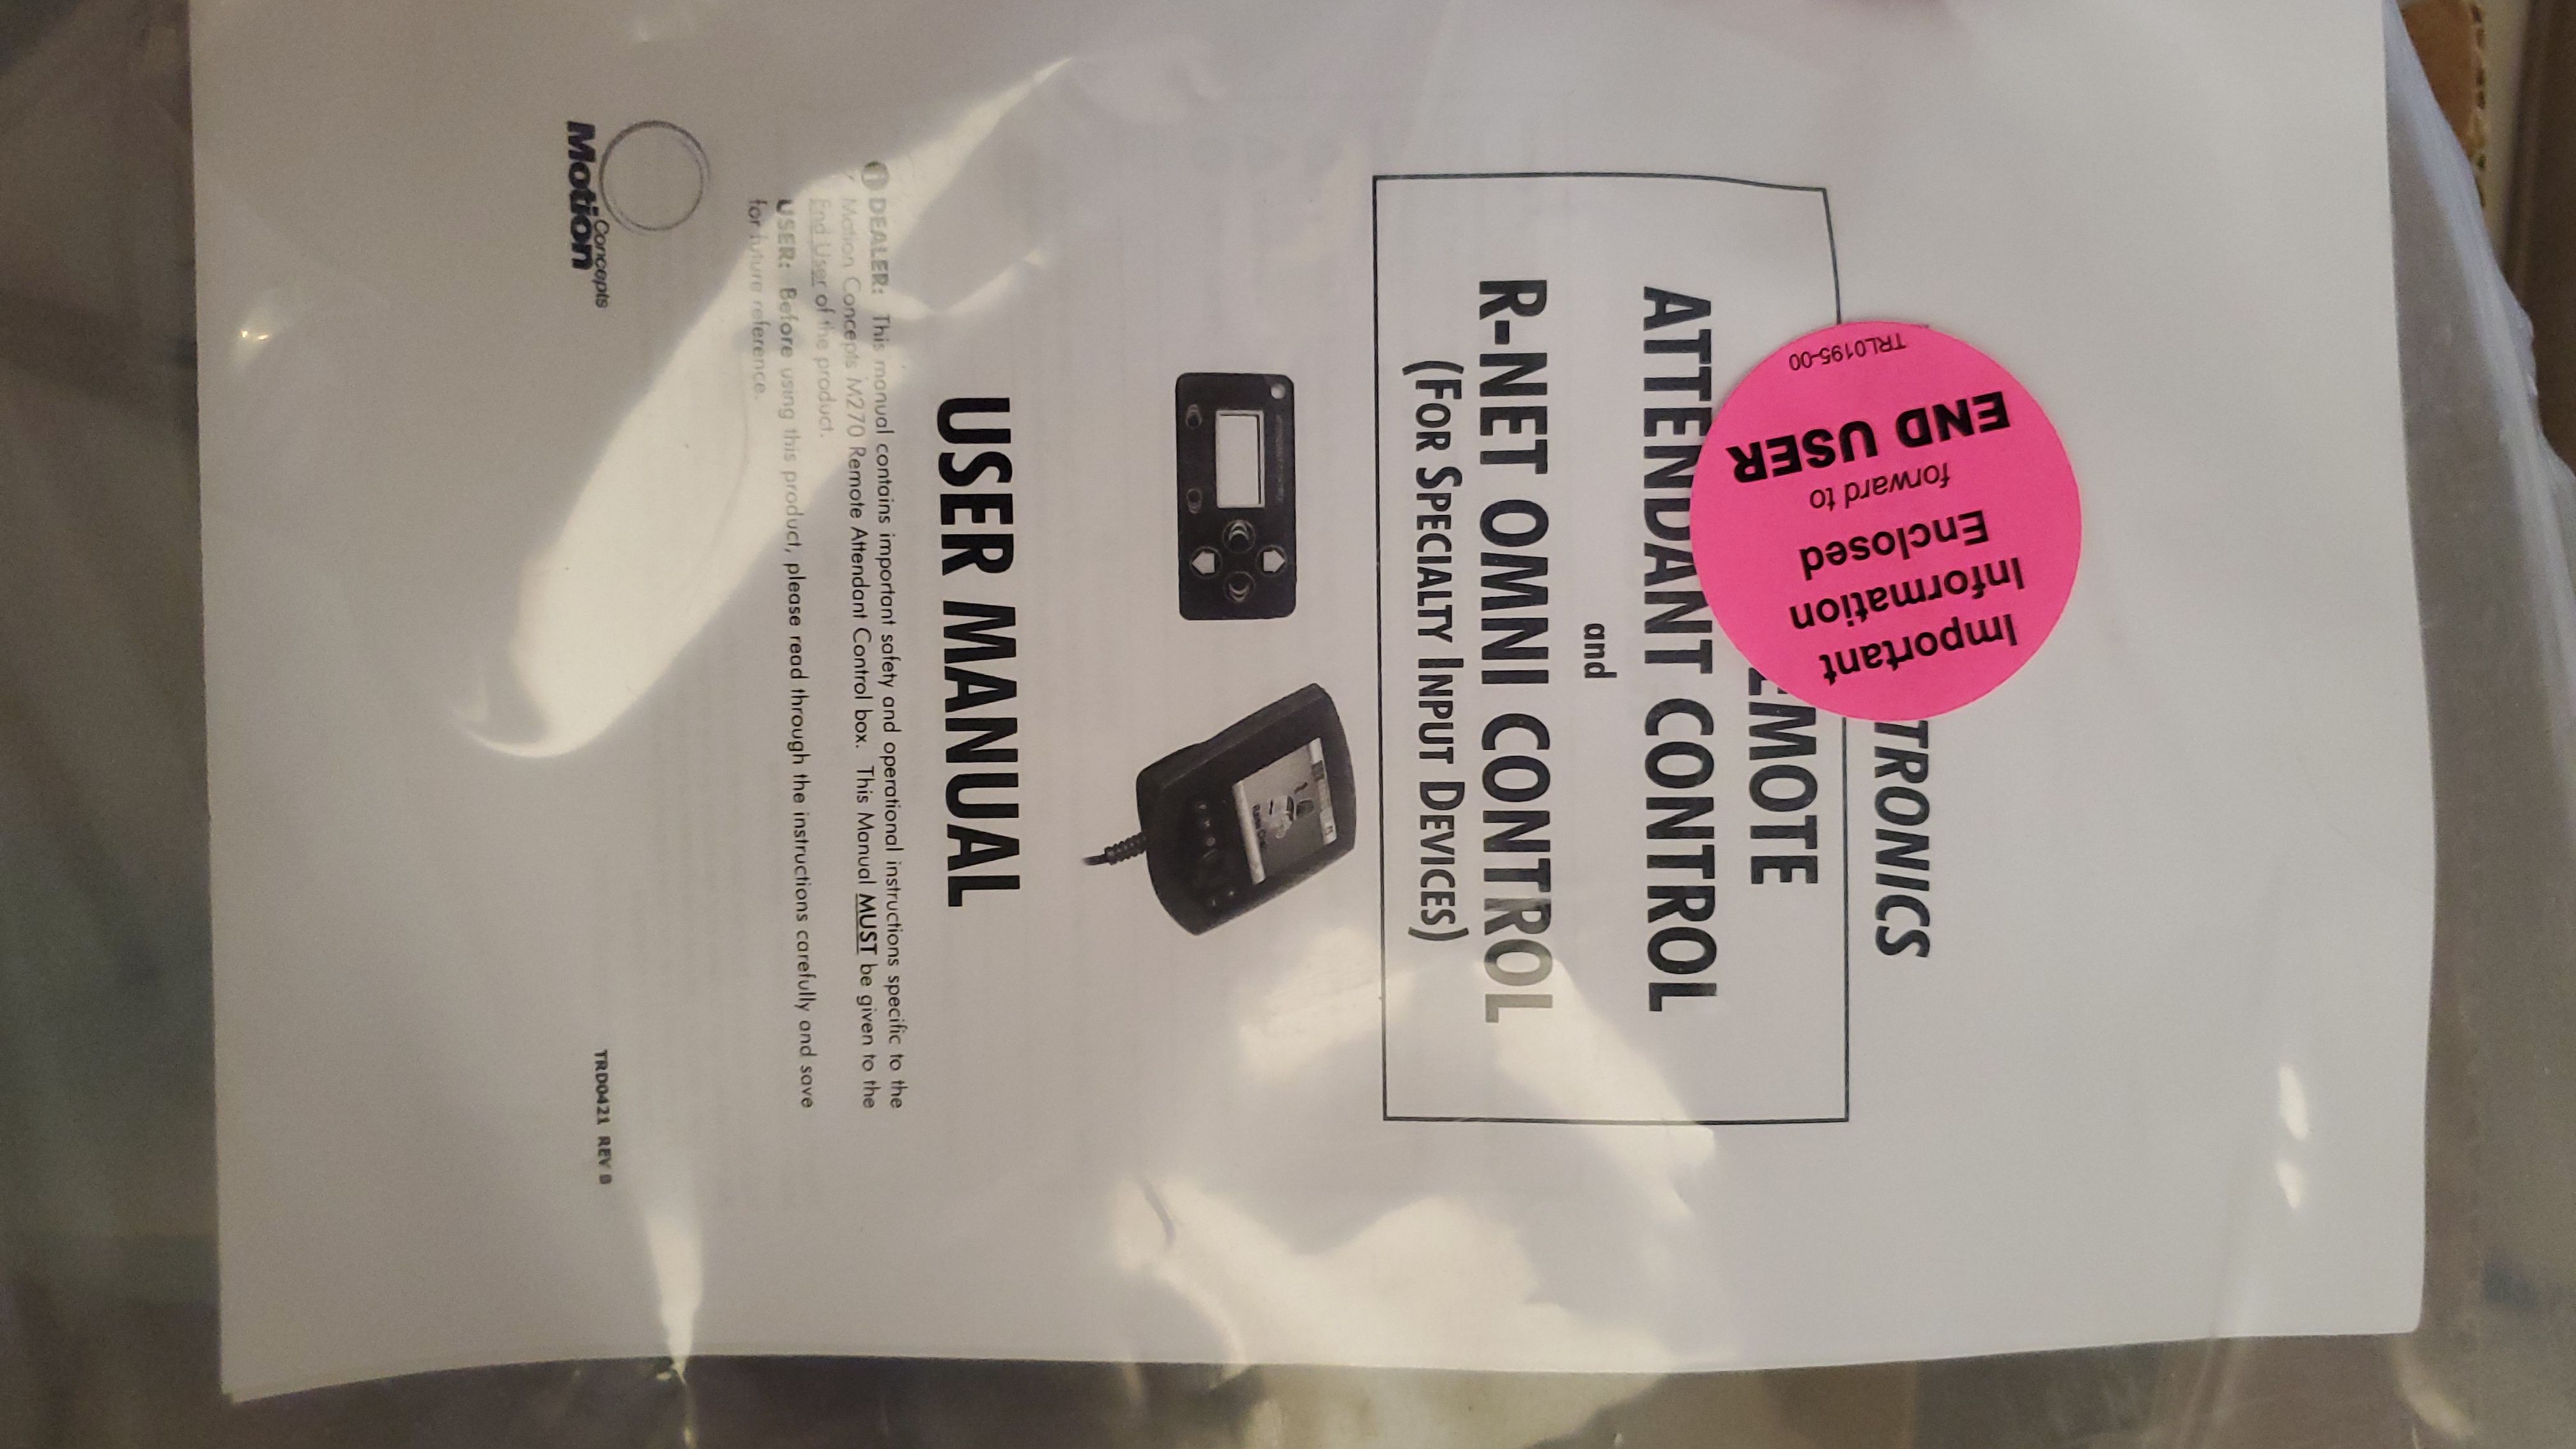 TRONICS
EMOTE
ATTENDANT CONTROL
and
R-NET OMNI CONTROL
(FOR SPECIALTY INPUT DEVICES)
USER MANUAL
DEALER: This manual contains important safety and operational instructions specific to the
Motion Concepts M270 Remote Attendant Control box. This Manual MUST be given to the
End User of the product.
USER: Before using this product, please read through the instructions carefully and save
for future reference.
Concepts
Motion
TRD0421 REV B
Important
Information
Enclosed
forward to
END USER
TRL0195-00